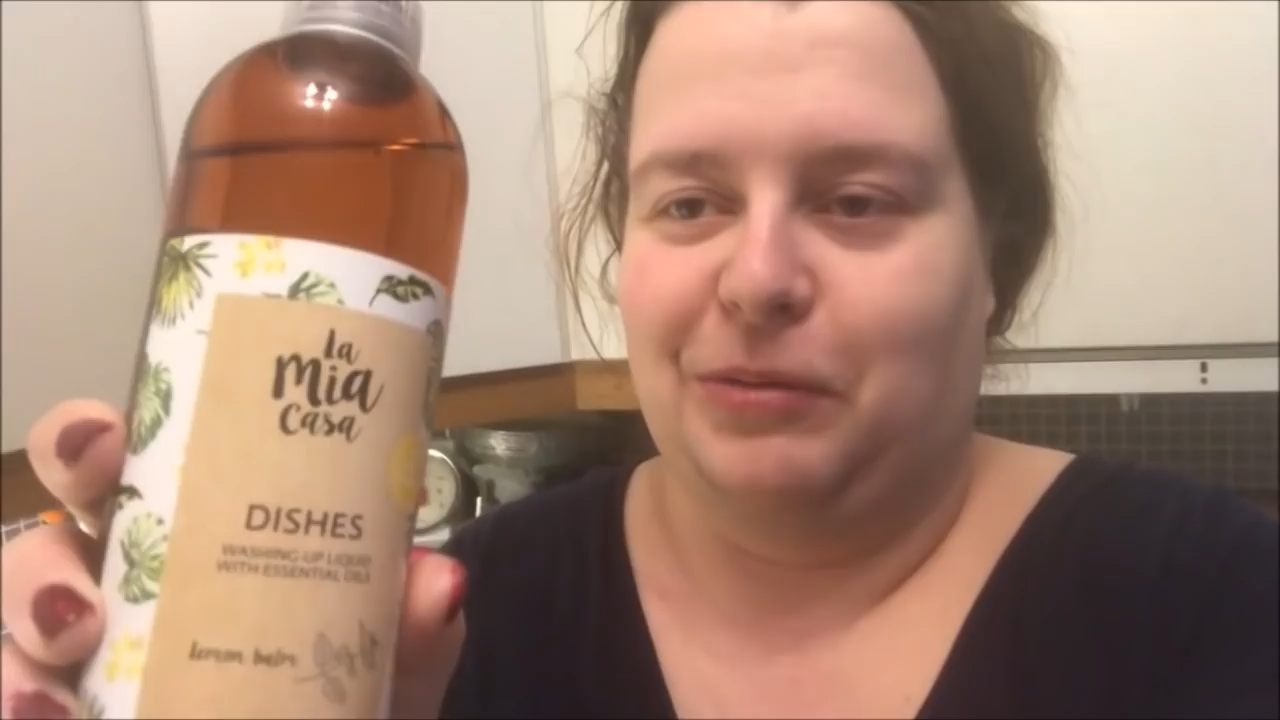 La
Mia
Casa
DISHES
WASHING-UP LIQUID
WITH ESSENTIAL OILS
lemon balm